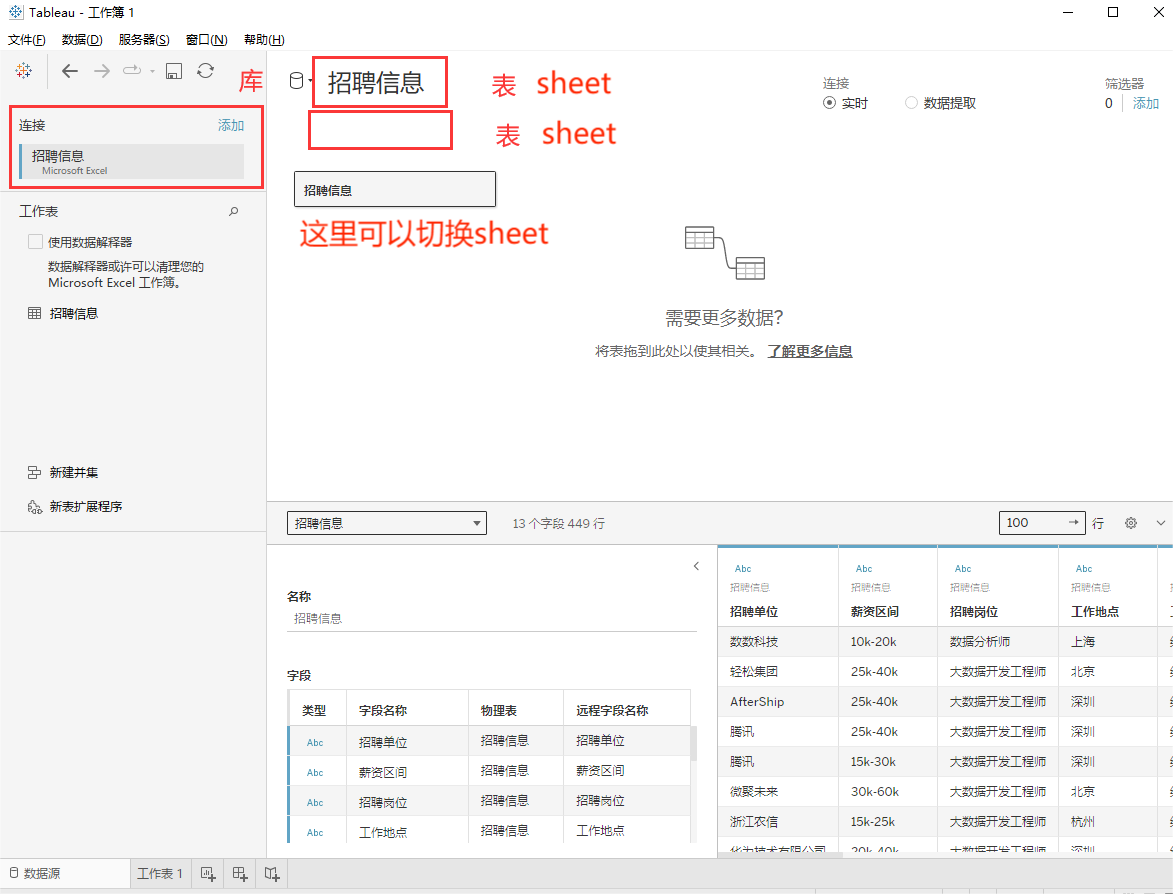 Tableau - 工作簿 1
文件(F) 数据(D) 服务器(S) 窗口(N) 帮助(H)
库
连接 添加
招聘信息
Microsoft Excel
工作表
使用数据解释器
数据解释器或许可以清理您的
Microsoft Excel 工作簿。
招聘信息
新建并集
新表扩展程序
招聘信息 表 sheet
表 sheet
连接
实时 数据提取
筛选器
0 添加
招聘信息
这里可以切换sheet
需要更多数据?
将表拖到此处以使其相关。 了解更多信息
招聘信息 13 个字段 449 行 100 → 行
名称
招聘信息
字段
类型 字段名称 物理表 远程字段名称
Abc 招聘单位 招聘信息 招聘单位
Abc 薪资区间 招聘信息 薪资区间
Abc 招聘岗位 招聘信息 招聘岗位
Abc 工作地点 招聘信息 工作地点
Abc Abc Abc Abc
招聘信息 招聘信息 招聘信息 招聘信息
招聘单位 薪资区间 招聘岗位 工作地点
数数科技 10k-20k 数据分析师 上海
轻松集团 25k-40k 大数据开发工程师 北京
AfterShip 25k-40k 大数据开发工程师 深圳
腾讯 25k-40k 大数据开发工程师 深圳
腾讯 15k-30k 大数据开发工程师 深圳
微聚未来 30k-60k 大数据开发工程师 北京
浙江农信 15k-25k 大数据开发工程师 杭州
华为技术有限公司 20k-40k 大数据开发工程师 深圳
数据源 工作表 1